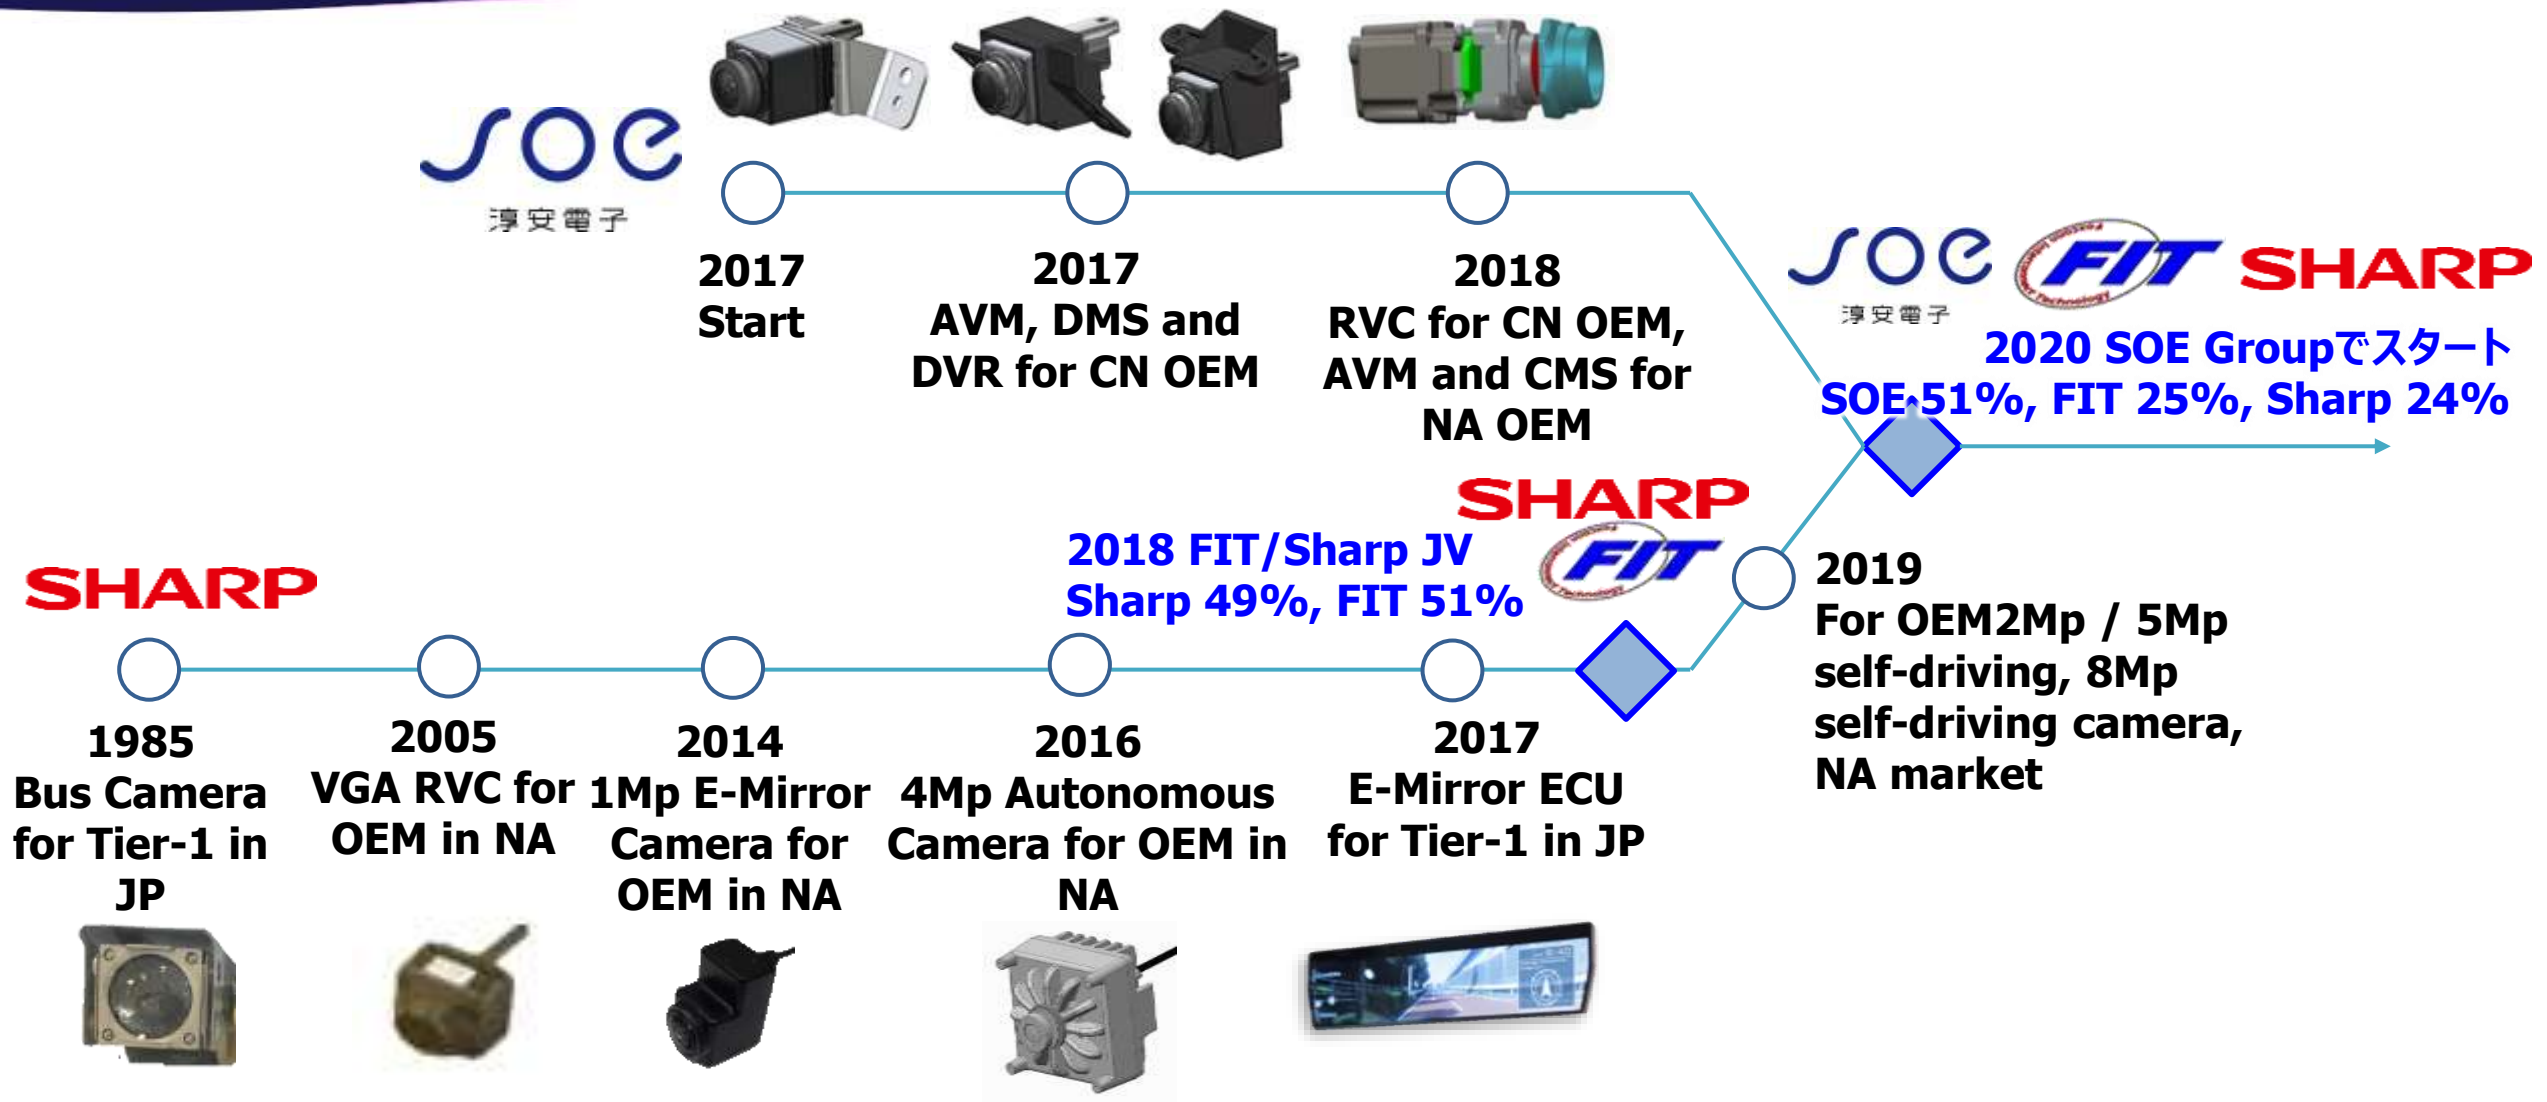 SOE
淳安電子
2017
Start
2017
AVM, DMS and
DVR for CN OEM
2018
RVC for CN OEM,
AVM and CMS for
NA OEM
SOE
淳安電子
FIT
SHARP
2020 SOE Groupでスタート
SOE 51%, FIT 25%, Sharp 24%
SHARP
FIT
2018 FIT/Sharp JV
Sharp 49%, FIT 51%
SHARP
1985
Bus Camera
for Tier-1 in
JP
2005
VGA RVC for
OEM in NA
2014
1Mp E-Mirror
Camera for
OEM in NA
2016
4Mp Autonomous
Camera for OEM in
NA
2017
E-Mirror ECU
for Tier-1 in JP
2019
For OEM2Mp / 5Mp
self-driving, 8Mp
self-driving camera,
NA market